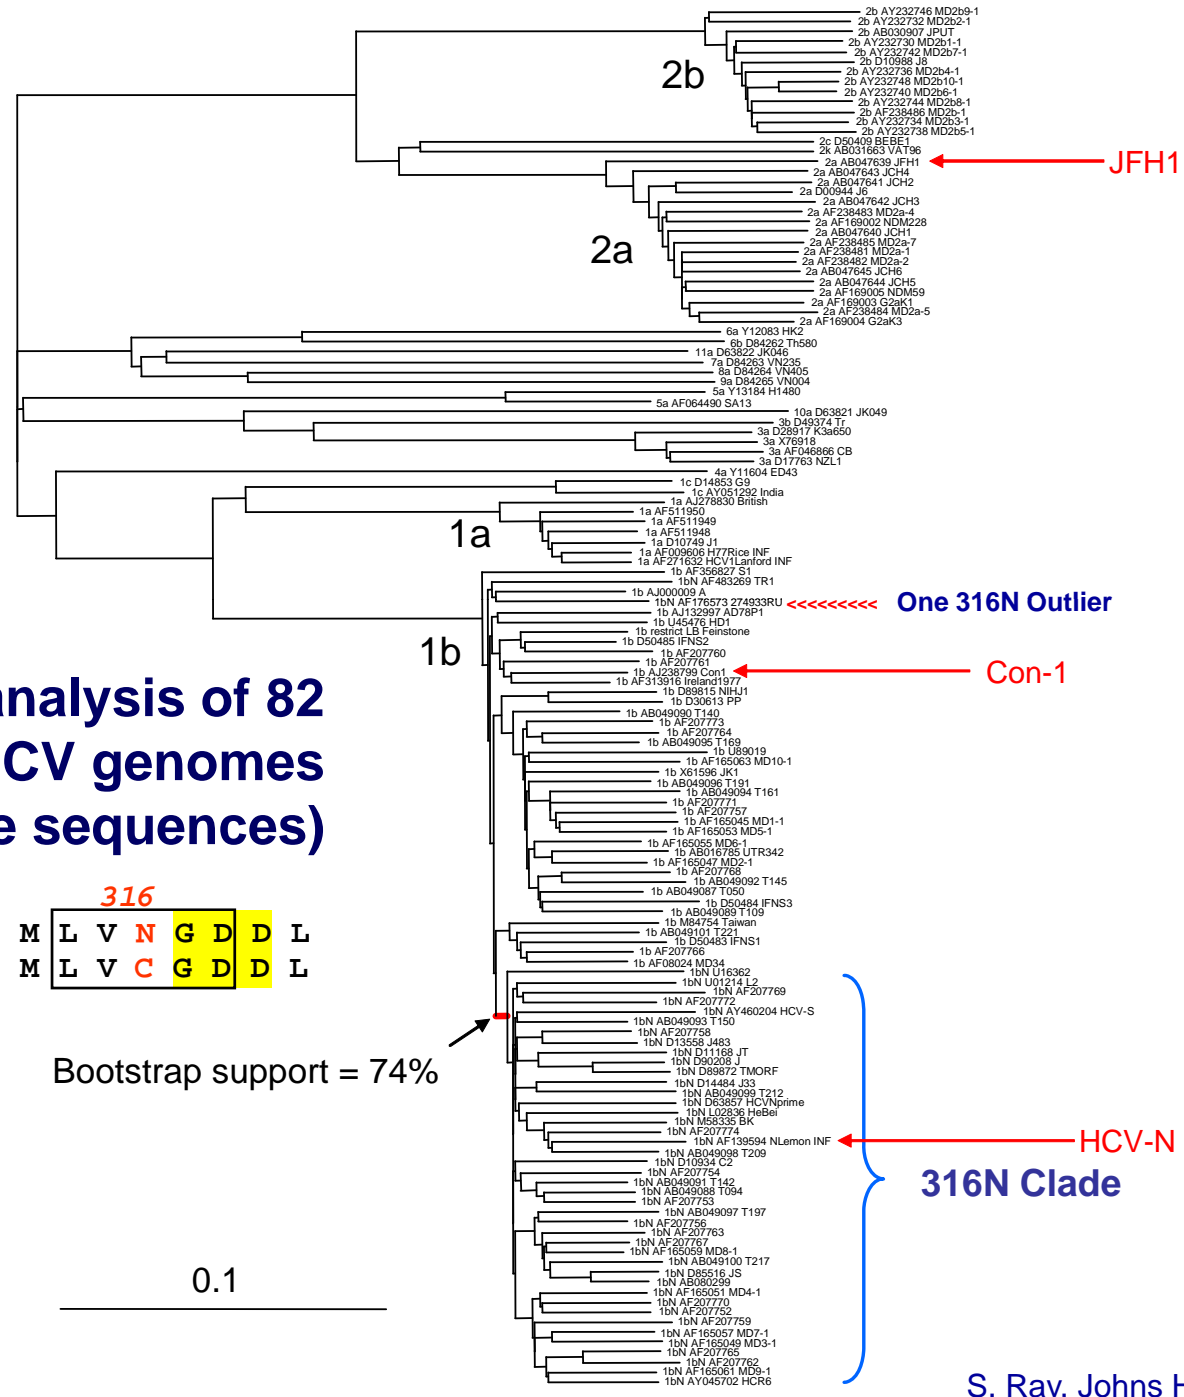 2b AY232746 MD2b9-1
2b AY232732 MD2b2-1
2b AB030907 JPUT
2b AY232730 MD2b1-1
2b AY232742 MD2b7-1
2b D10988 J8
2b AY232736 MD2b4-1
2b AY232748 MD2b10-1
2b AY232740 MD2b6-1
2b AY232744 MD2b8-1
2b AF238486 MD2b-1
2b AY232734 MD2b3-1
2b AY232738 MD2b5-1
2b
2c D50409 BEBE1
2k AB031663 VAT96
2a AB047639 JFH1
JFH1
2a AB047643 JCH4
2a AB047641 JCH2
2a D00944 J6
2a AB047642 JCH3
2a AF238483 MD2a-4
2a AF169002 NDM228
2a AB047640 JCH1
2a AF238485 MD2a-7
2a AF238481 MD2a-1
2a AF238482 MD2a-2
2a AB047645 JCH6
2a AB047644 JCH5
2a AF169005 NDM59
2a AF169003 G2aK1
2a AF238484 MD2a-5
2a AF169004 G2aK3
2a
6a Y12083 HK2
6b D84262 Th580
11a D63822 JK046
7a D84263 VN235
8a D84264 VN405
9a D84265 VN004
5a Y13184 H1480
5a AF064490 SA13
10a D63821 JK049
3b D49374 Tr
3a D28917 K3a650
3a X76918
3a AF046866 CB
3a D17763 NZL1
4a Y11604 ED43
1c D14853 G9
1c AY051292 India
1a AJ278830 British
1a AF511950
1a AF511949
1a AF511948
1a D10749 J1
1a AF009606 H77Rice INF
1a AF271632 HCV1Lanford INF
1a
1b AF356827 S1
1bN AF483269 TR1
1b AJ000009 A
1bN AF176573 274933RU
<<<<<<<<< One 316N Outlier
1b AJ132997 AD78P1
1b U45476 HD1
1b restrict LB Feinstone
1b D50485 IFNS2
1b AF207760
1b AF207761
1b AJ238799 Con1
Con-1
1b AF313916 Ireland1977
1b
1b D89815 NIHJ1
1b D30613 PP
1b AB049090 T140
1b AF207773
1b AF207764
1b AB049095 T169
1b U89019
1b AF165063 MD10-1
1b X61596 JK1
1b AB049096 T191
1b AB049094 T161
1b AF207771
1b AF207757
1b AF165045 MD1-1
1b AF165053 MD5-1
1b AF165055 MD6-1
1b AB016785 UTR342
1b AF165047 MD2-1
1b AF207768
1b AB049092 T145
1b AB049087 T050
1b D50484 IFNS3
1b AB049089 T109
1b M84754 Taiwan
1b AB049101 T221
1b D50483 IFNS1
1b AF207766
1b AF08024 MD34
1bN U16362
1bN U01214 L2
1bN AF207769
1bN AF207772
1bN AY460204 HCV-S
1bN AB049093 T150
1bN AF207758
1bN D13558 J483
1bN D11168 JT
1bN D90208 J
1bN D89872 TMORF
1bN D14484 J33
1bN AB049099 T212
1bN D63857 HCVNprime
1bN L02836 HeBei
1bN M58335 BK
1bN AF207774
1bN AF139594 NLemon INF
HCV-N
1bN AB049098 T209
1bN D10934 C2
1bN AF207754
1bN AB049091 T142
1bN AB049088 T094
1bN AF207753
316N Clade
1bN AB049097 T197
1bN AF207756
1bN AF207763
1bN AF207767
1bN AF165059 MD8-1
1bN AB049100 T217
1bN D85516 JS
1bN AB080299
1bN AF165051 MD4-1
1bN AF207770
1bN AF207752
1bN AF207759
1bN AF165057 MD7-1
1bN AF165049 MD3-1
1bN AF207765
1bN AF207762
1bN AF165061 MD9-1
1bN AY045702 HCR6
analysis of 82
CV genomes
e sequences)
316
M L V N G D D L
M L V C G D D L
Bootstrap support = 74%
0.1
S. Ray, Johns H